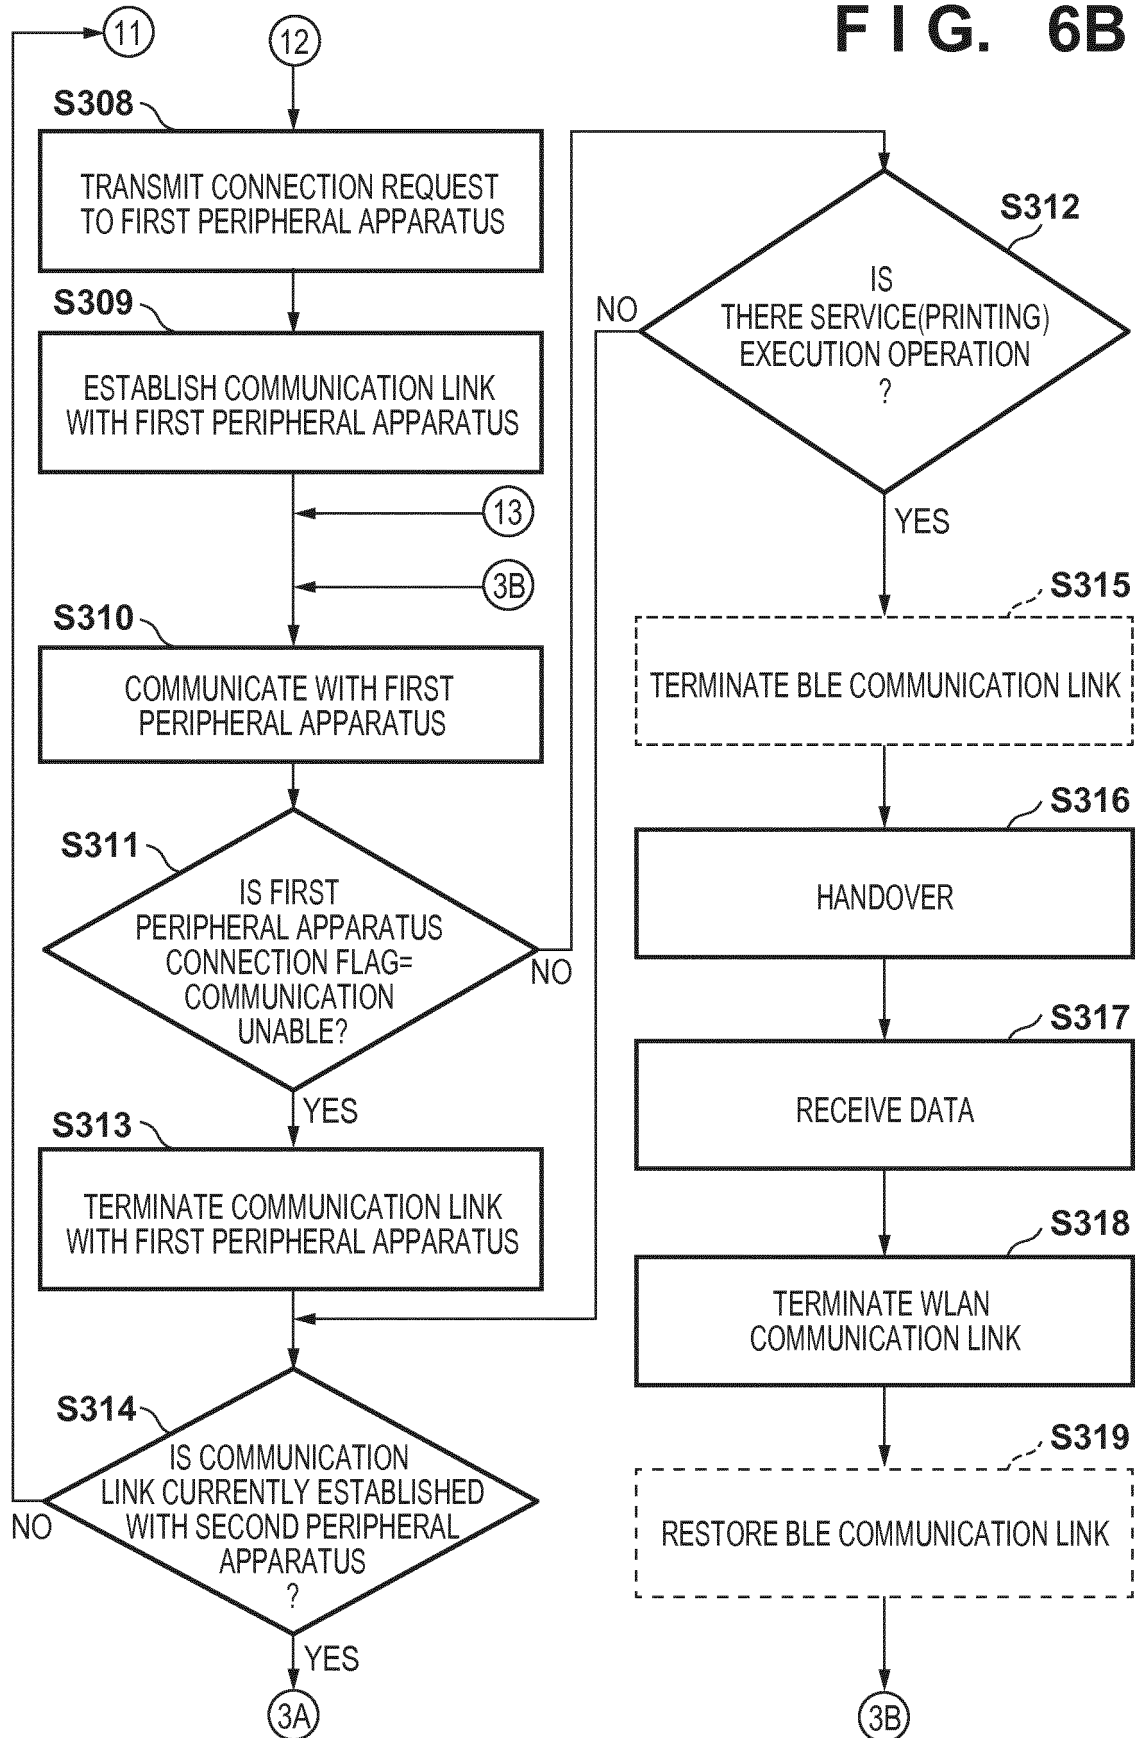 FIG. 6B
11
12
S308
TRANSMIT CONNECTION REQUEST
TO FIRST PERIPHERAL APPARATUS
S309
ESTABLISH COMMUNICATION LINK
WITH FIRST PERIPHERAL APPARATUS
13
3B
S310
COMMUNICATE WITH FIRST
PERIPHERAL APPARATUS
S311
IS FIRST
PERIPHERAL APPARATUS
CONNECTION FLAG=
COMMUNICATION
UNABLE?
NO
YES
S313
TERMINATE COMMUNICATION LINK
WITH FIRST PERIPHERAL APPARATUS
S314
IS COMMUNICATION
LINK CURRENTLY ESTABLISHED
WITH SECOND PERIPHERAL
APPARATUS
?
NO
YES
3A
S312
IS
THERE SERVICE(PRINTING)
EXECUTION OPERATION
?
NO
YES
S315
TERMINATE BLE COMMUNICATION LINK
S316
HANDOVER
S317
RECEIVE DATA
S318
TERMINATE WLAN
COMMUNICATION LINK
S319
RESTORE BLE COMMUNICATION LINK
3B